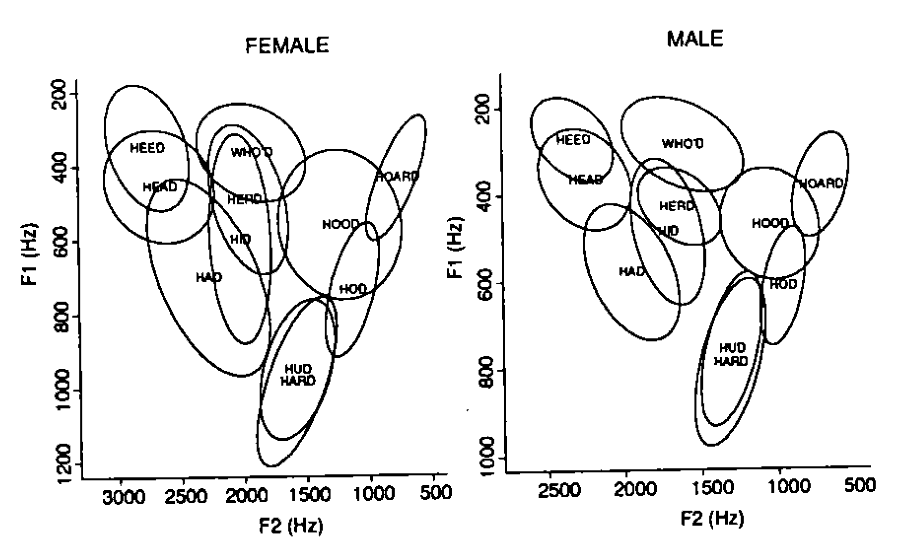 FEMALE
MALE
200
400
600
800
1000
1200
F1 (Hz)
3000 2500 2000 1500 1000 500
F2 (Hz)
HEED
HEAD
WHO'D
HERD
HID
HAD
HOARD
HOOD
HOD
HUD
HARD
200
400
600
800
1000
F1 (Hz)
2500 2000 1500 1000 500
F2 (Hz)
HEED
HEAD
WHO'D
HERD
HID
HAD
HOARD
HOOD
HOD
HUD
HARD